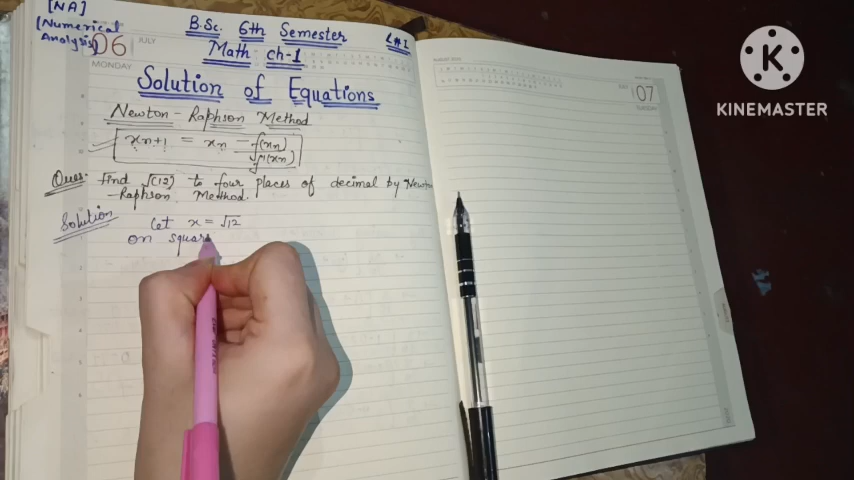 [NA]
[Numerical
Analysis]
06 JULY
MONDAY
B.Sc. 6th Semester
Math ch-1
L#1
Solution of Equations
Newton-Raphson Method
xn+1 = xn - f(xn)
f'(xn)
Ques: Find √(12) to four places of decimal by Newton
-Raphson Method.
Solution
Let x = √12
on squar
07
TUESDAY
KINEMASTER